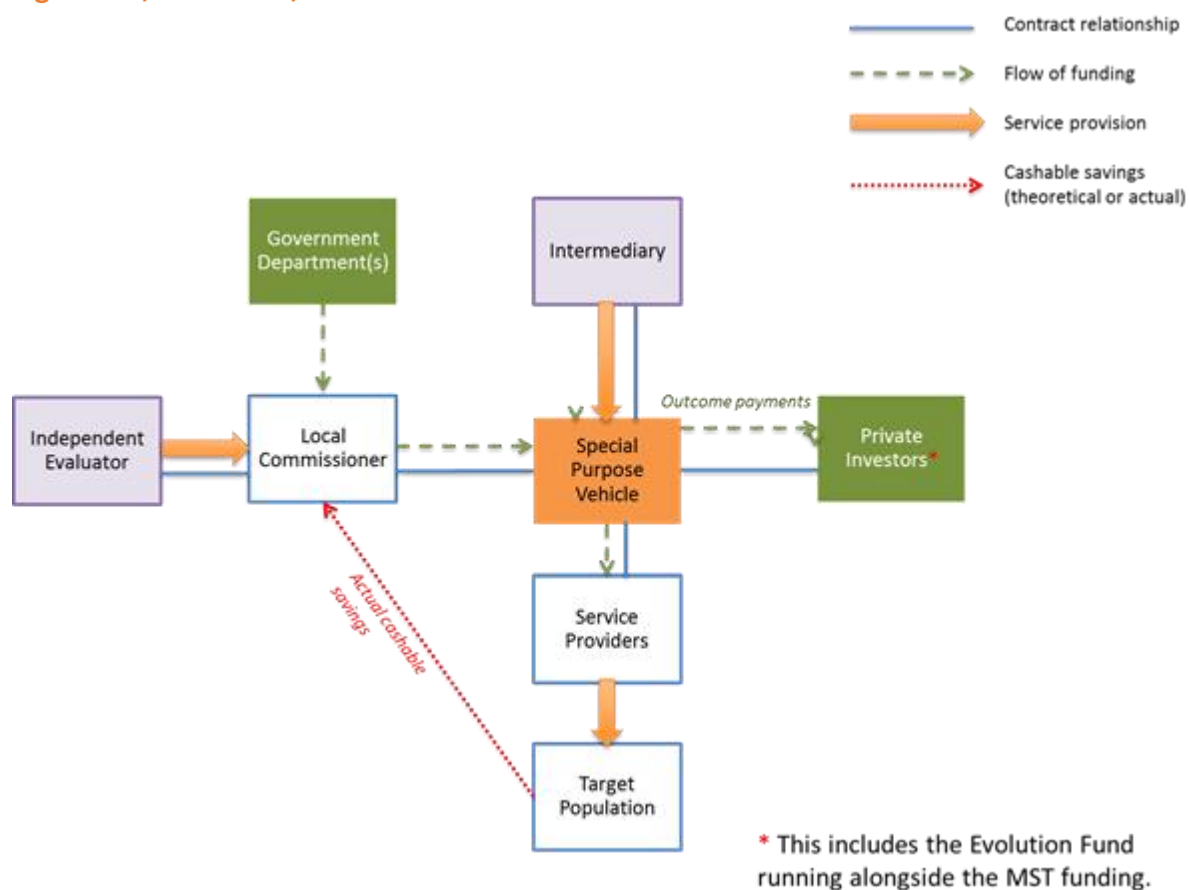 Contract relationship
Flow of funding
Service provision
Cashable savings
(theoretical or actual)
Government
Department(s)
Intermediary
Independent
Evaluator
Local
Commissioner
Special
Purpose
Vehicle
Outcome payments
Private
Investors*
Actual cashable
savings
Service
Providers
Target
Population
* This includes the Evolution Fund
running alongside the MST funding.